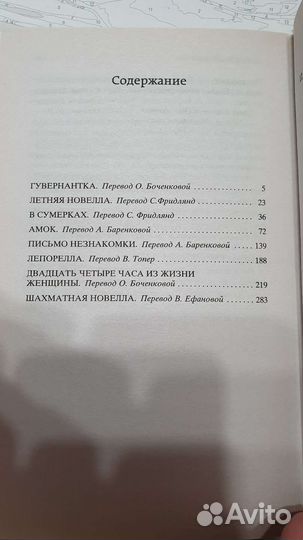 Содержание
ГУВЕРНАНТКА. Перевод О. Боченковой 5
ЛЕТНЯЯ НОВЕЛЛА. Перевод С.Фридлянд 23
В СУМЕРКАХ. Перевод С. Фридлянд 36
АМОК. Перевод А. Баренковой 72
ПИСЬМО НЕЗНАКОМКИ. Перевод А. Баренковой 139
ЛЕПОРЕЛЛА. Перевод В. Топер 188
ДВАДЦАТЬ ЧЕТЫРЕ ЧАСА ИЗ ЖИЗНИ
ЖЕНЩИНЫ. Перевод О. Боченковой 219
ШАХМАТНАЯ НОВЕЛЛА. Перевод В. Ефановой 283
Avito